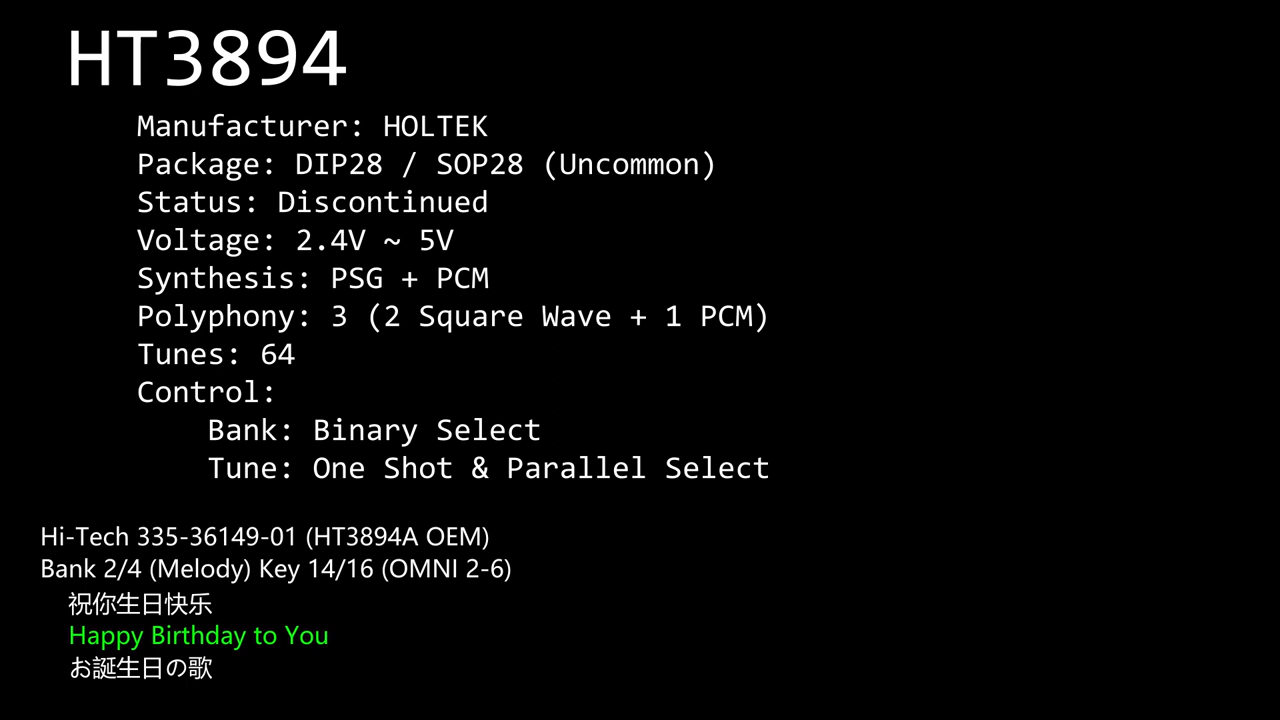 HT3894
Manufacturer: HOLTEK
Package: DIP28 / SOP28 (Uncommon)
Status: Discontinued
Voltage: 2.4V ~ 5V
Synthesis: PSG + PCM
Polyphony: 3 (2 Square Wave + 1 PCM)
Tunes: 64
Control:
Bank: Binary Select
Tune: One Shot & Parallel Select
Hi-Tech 335-36149-01 (HT3894A OEM)
Bank 2/4 (Melody) Key 14/16 (OMNI 2-6)
祝你生日快乐
Happy Birthday to You
お誕生日の歌